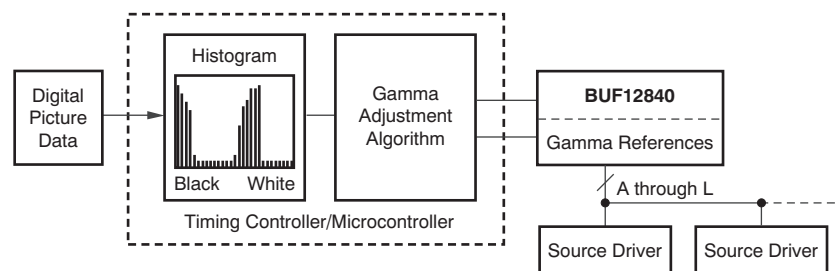 Digital
Picture
Data
Histogram
Black White
Gamma
Adjustment
Algorithm
Timing Controller/Microcontroller
BUF12840
Gamma References
A through L
Source Driver
Source Driver